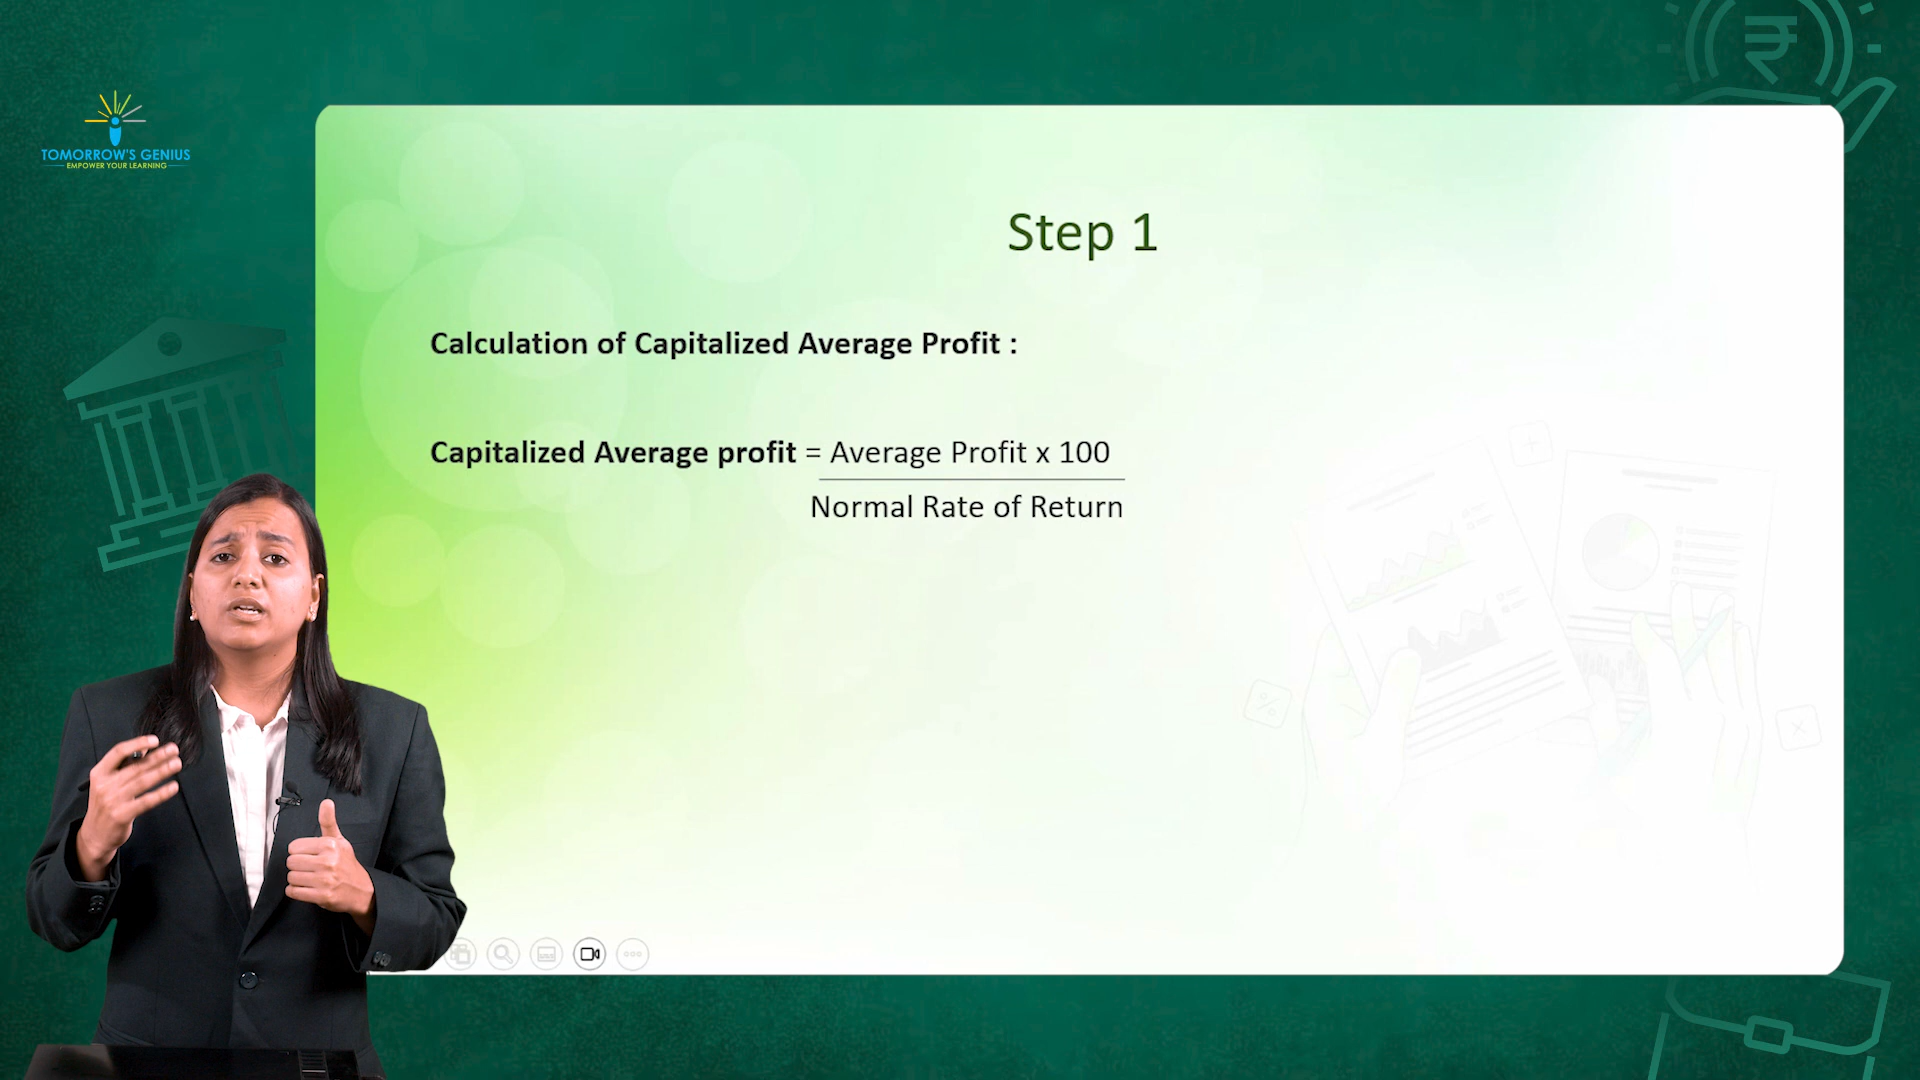 TOMORROW'S GENIUS
EMPOWER YOUR LEARNING
₹
Step 1
Calculation of Capitalized Average Profit :
Capitalized Average profit = Average Profit x 100
Normal Rate of Return